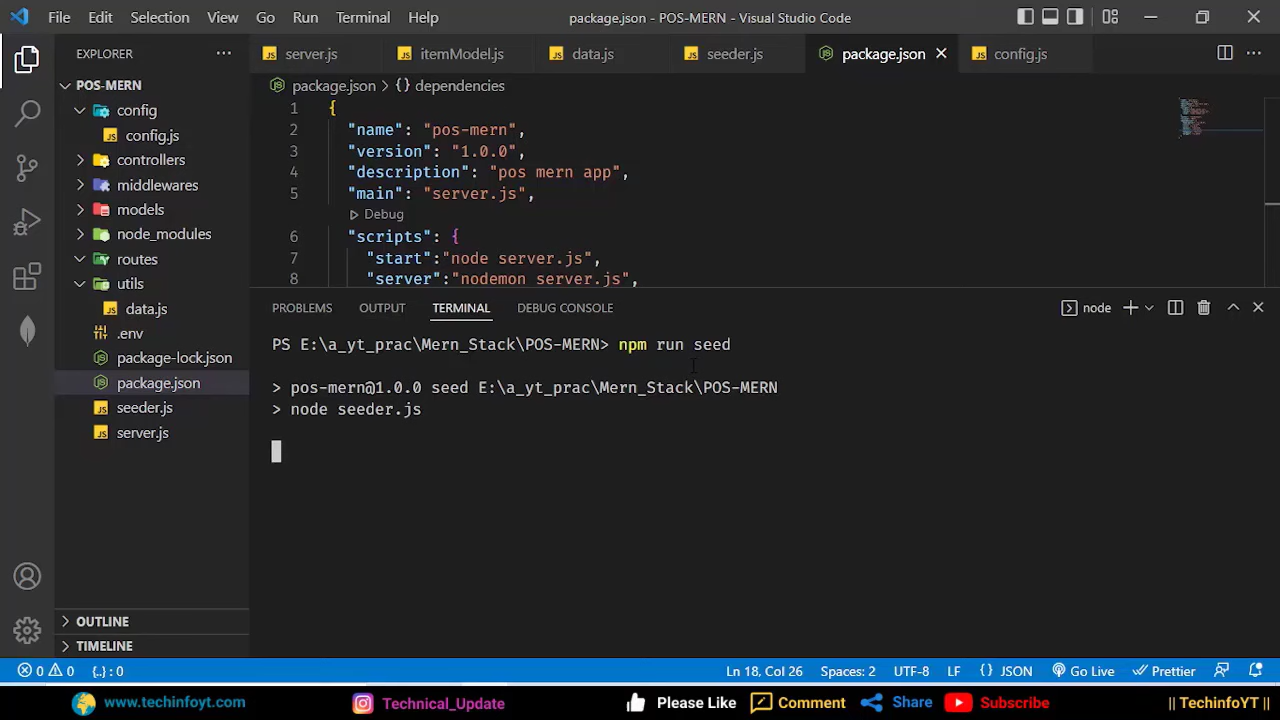 File Edit Selection View Go Run Terminal Help package.json - POS-MERN - Visual Studio Code
EXPLORER
server.js itemModel.js data.js seeder.js package.json config.js
POS-MERN
config
config.js
controllers
middlewares
models
node_modules
routes
utils
data.js
.env
package-lock.json
package.json
seeder.js
server.js
OUTLINE
TIMELINE
package.json > {} dependencies
1 {
2 "name": "pos-mern",
3 "version": "1.0.0",
4 "description": "pos mern app",
5 "main": "server.js",
Debug
6 "scripts": {
7 "start":"node server.js",
8 "server":"nodemon server.js",
PROBLEMS OUTPUT TERMINAL DEBUG CONSOLE node
PS E:\a_yt_prac\Mern_Stack\POS-MERN> npm run seed
> pos-mern@1.0.0 seed E:\a_yt_prac\Mern_Stack\POS-MERN
> node seeder.js
0 0 {..} : 0 Ln 18, Col 26 Spaces: 2 UTF-8 LF {} JSON Go Live Prettier
www.techinfoyt.com Technical_Update Please Like Comment Share Subscribe || TechinfoYT ||